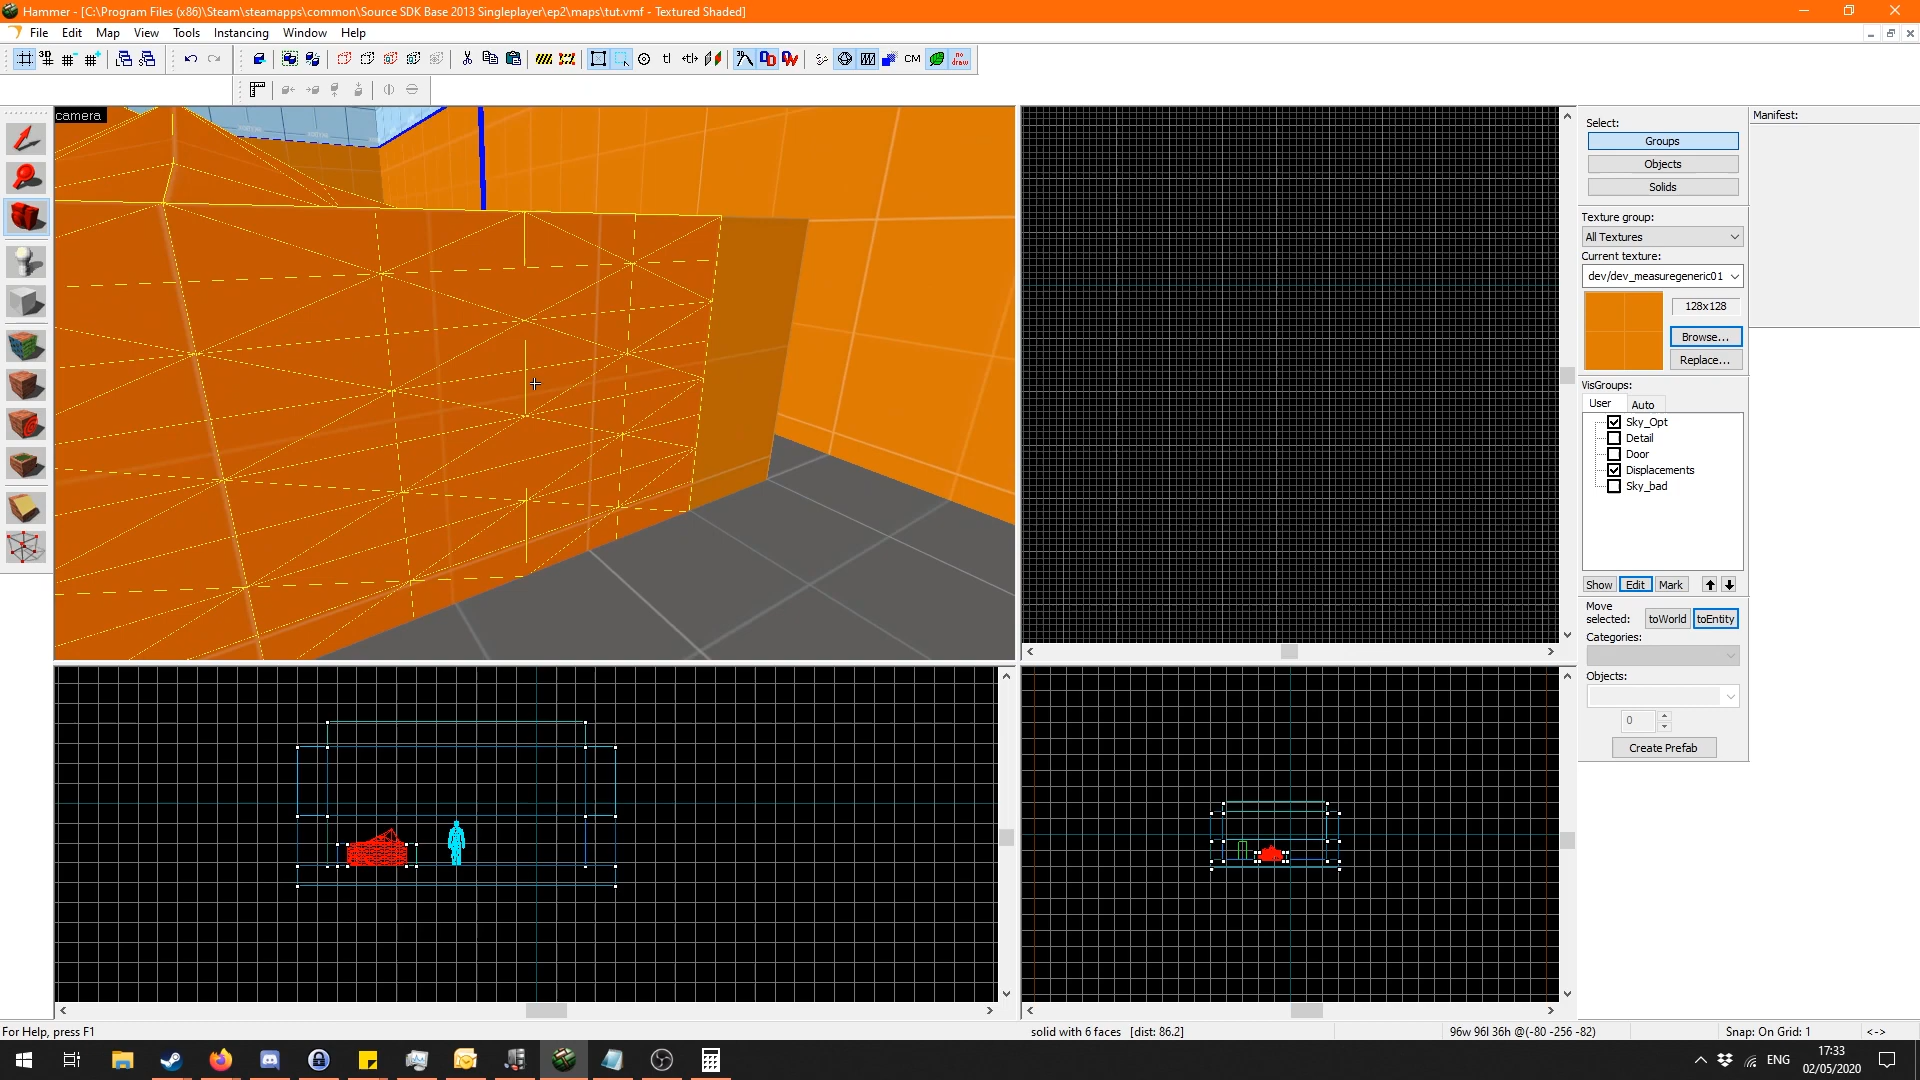 Hammer - [C:\Program Files (x86)\Steam\steamapps\common\Source SDK Base 2013 Singleplayer\ep2\maps\tut.vmf - Textured Shaded]
File Edit Map View Tools Instancing Window Help
3D
tl
CM
no draw
camera
Select:
Groups
Objects
Solids
Texture group:
All Textures
Current texture:
dev/dev_measuregeneric01
128x128
Browse...
Replace...
VisGroups:
User Auto
Sky_Opt
Detail
Door
Displacements
Sky_bad
Show Edit Mark
Move selected: toWorld toEntity
Categories:
Objects:
0
Create Prefab
Manifest:
For Help, press F1
solid with 6 faces [dist: 86.2]
96w 96l 36h @(-80 -256 -82)
Snap: On Grid: 1
<->
ENG
17:33
02/05/2020